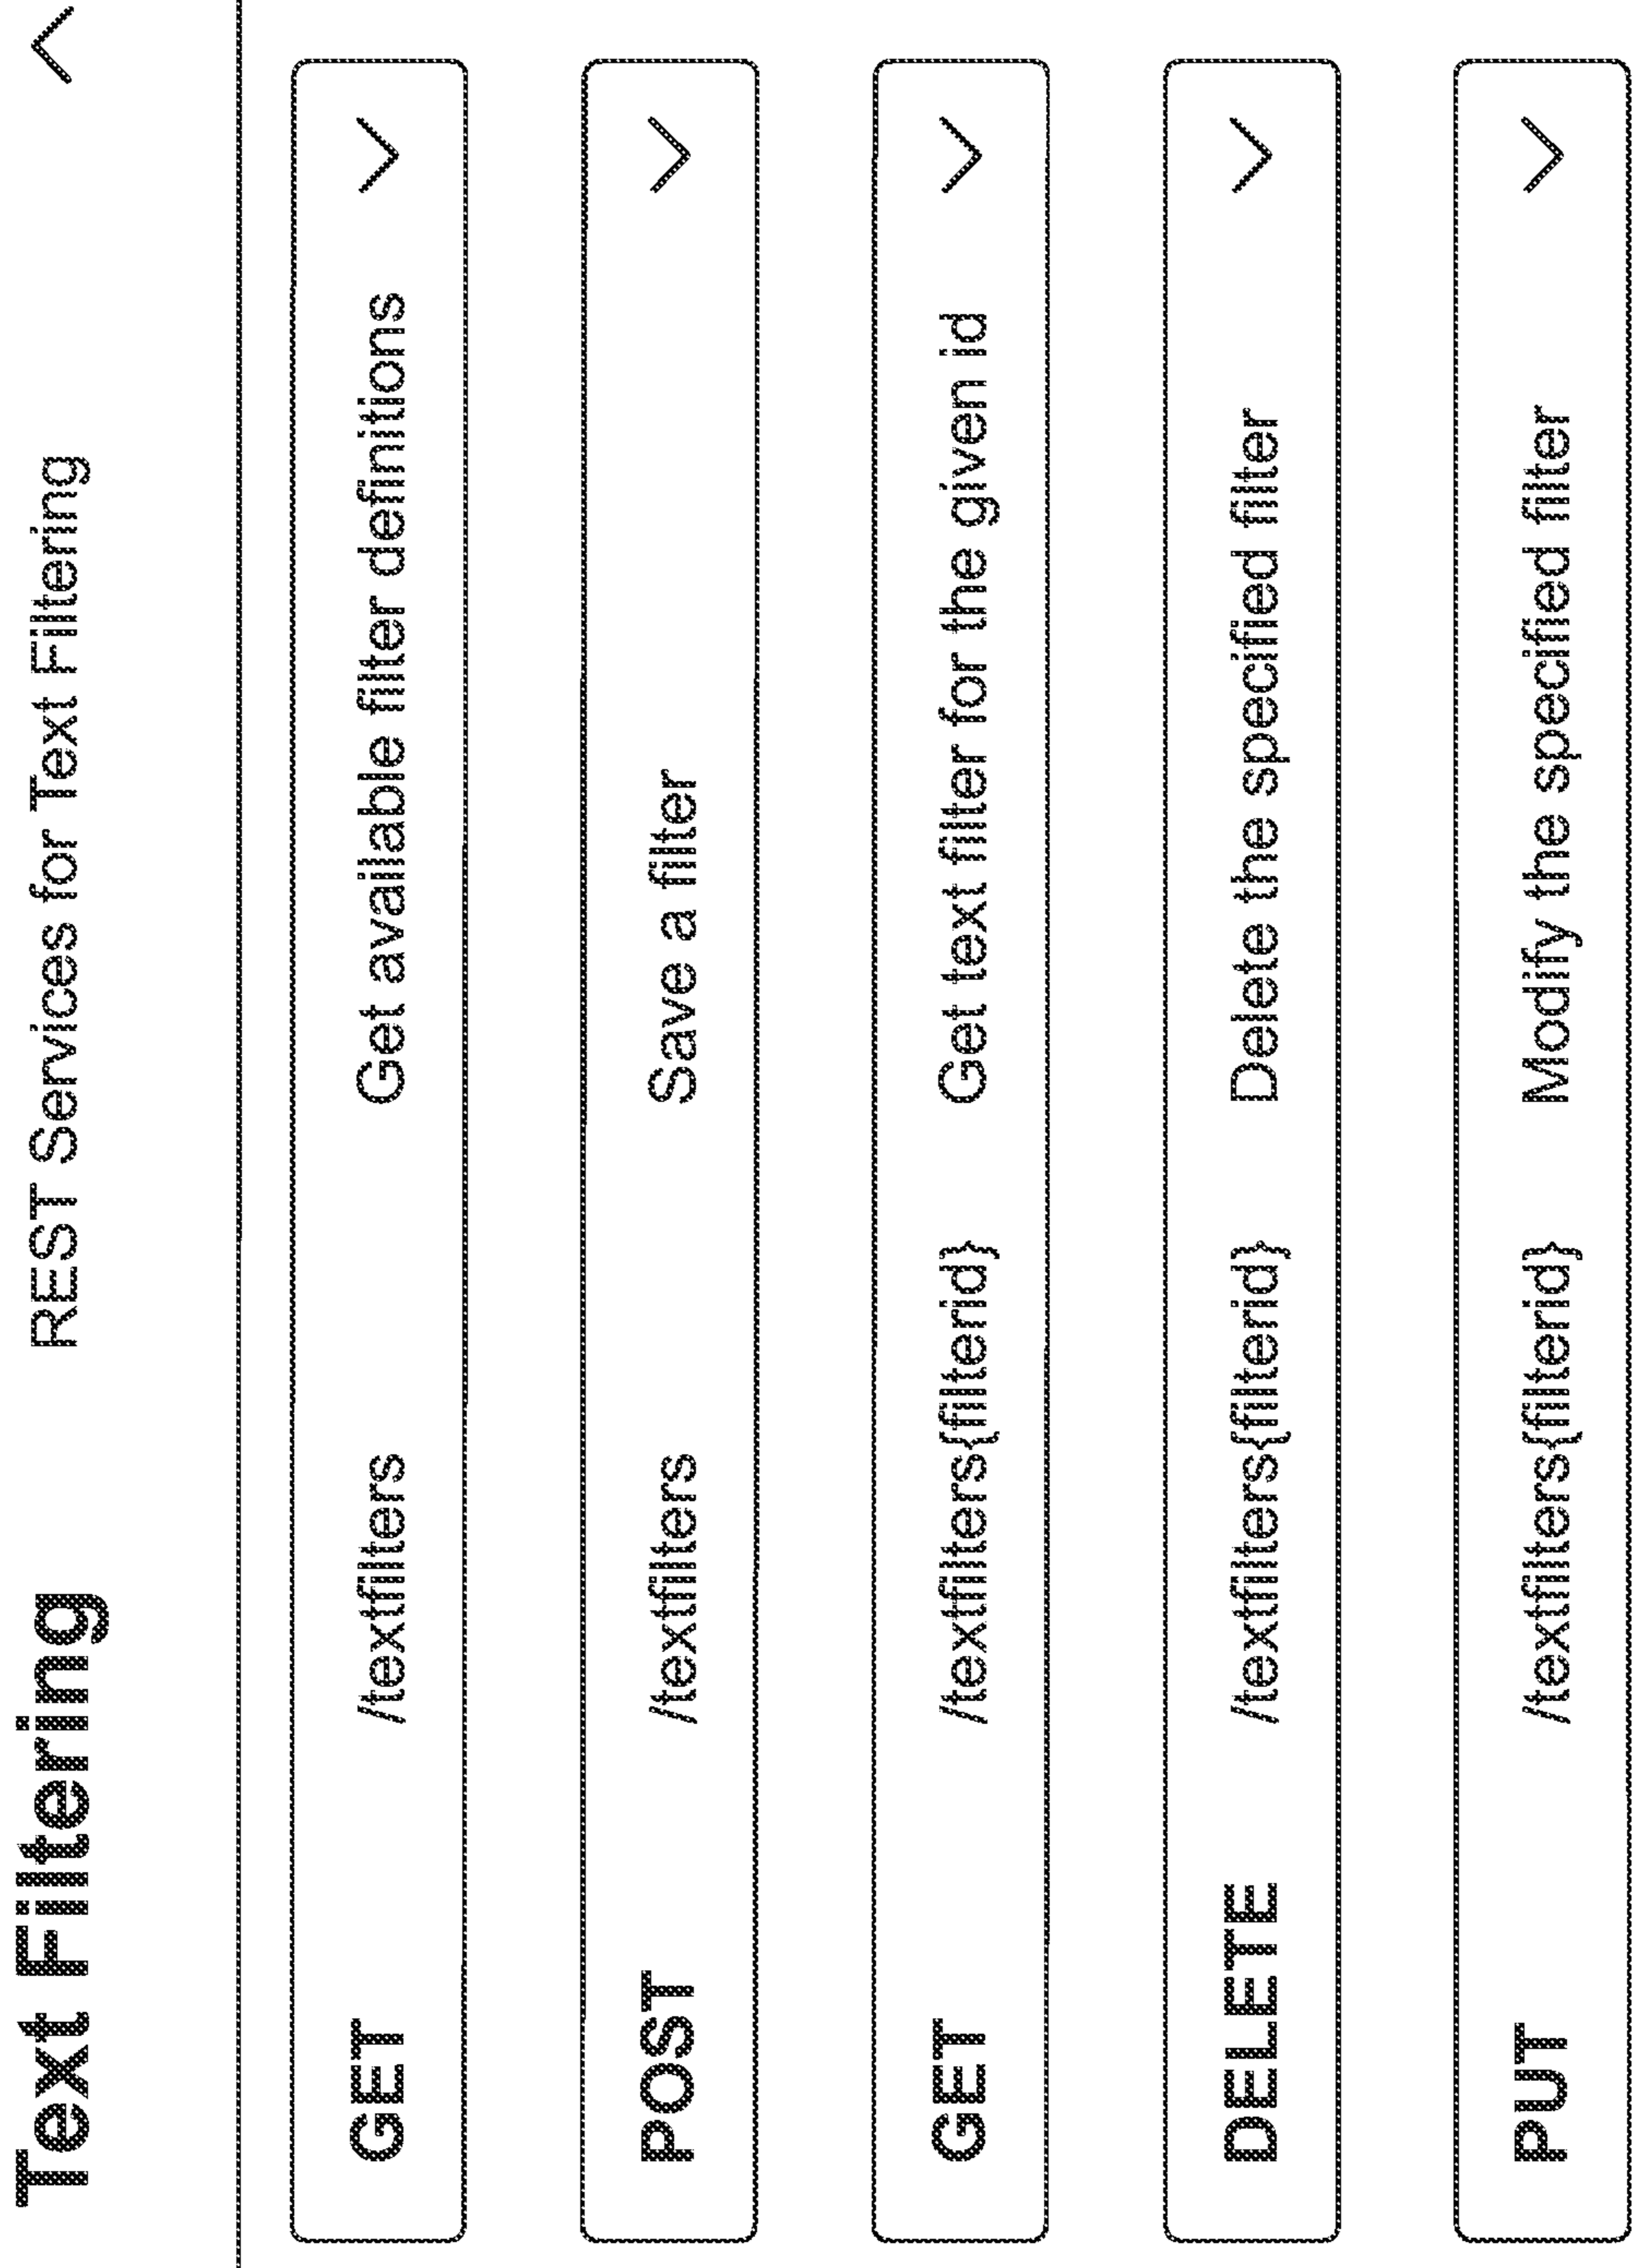 Text Filtering REST Services for Text Filtering
GET /textfilters Get available filter definitions
POST /textfilters Save a filter
GET /textfilters{filterid} Get text filter for the given id
DELETE /textfilters{filterid} Delete the specified filter
PUT /textfilters{filterid} Modify the specified filter